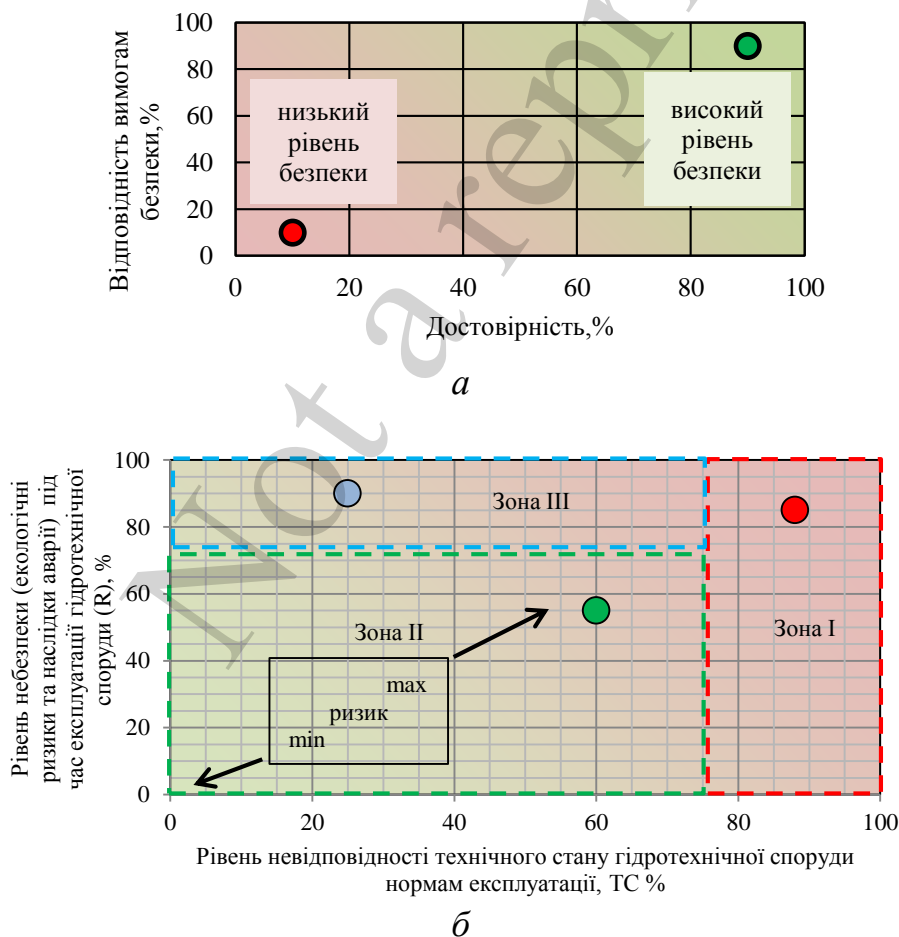 100
80
60
40
20
0
Відповідність вимогам
безпеки,%
низький
рівень
безпеки
високий
рівень
безпеки
0 20 40 60 80 100
Достовірність,%
а
100
80
60
40
20
0
Рівень небезпеки (екологічні
ризики та наслідки аварії) під
час експлуатації гідротехнічної
споруди (R), %
Зона III
Зона II
Зона I
max
ризик
min
0 20 40 60 80 100
Рівень невідповідності технічного стану гідротехнічної споруди
нормам експлуатації, ТС %
б
Not a repr